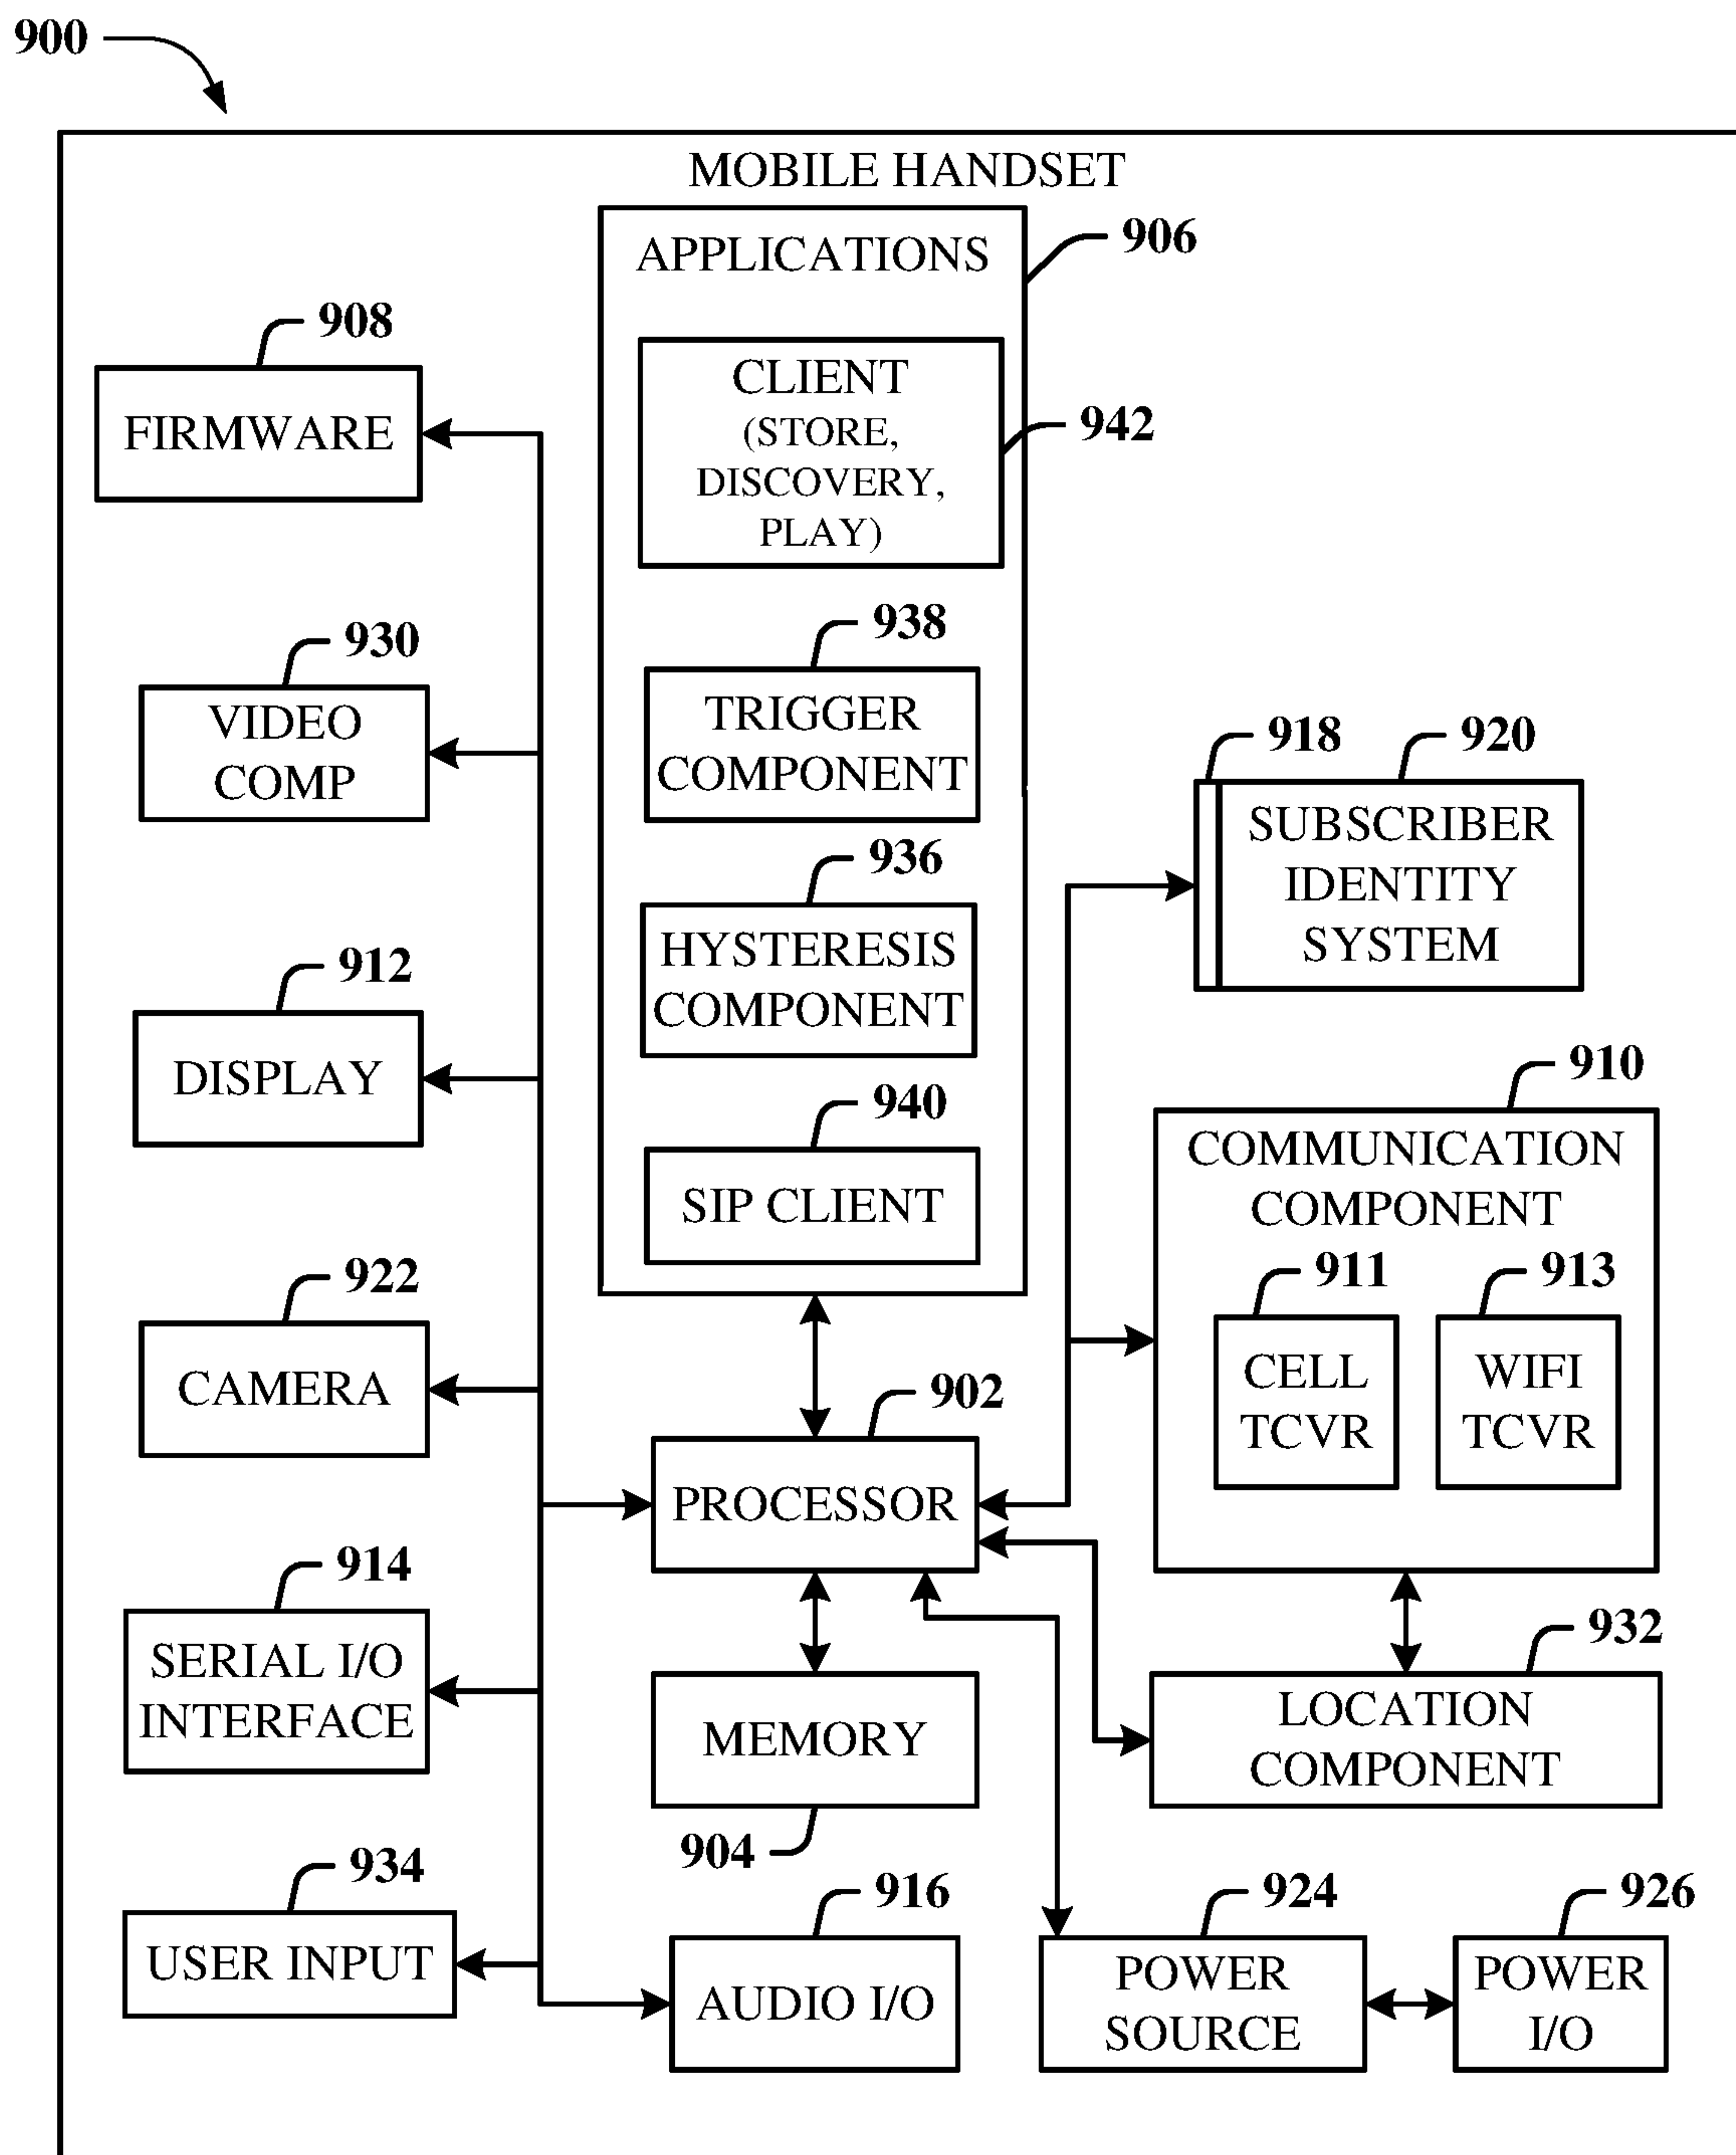 900
MOBILE HANDSET
APPLICATIONS
906
CLIENT
(STORE,
DISCOVERY,
PLAY)
942
908
FIRMWARE
938
TRIGGER
COMPONENT
930
VIDEO
COMP
918
920
SUBSCRIBER
IDENTITY
SYSTEM
936
HYSTERESIS
COMPONENT
912
DISPLAY
940
SIP CLIENT
910
COMMUNICATION
COMPONENT
911
CELL
TCVR
913
WIFI
TCVR
922
CAMERA
902
PROCESSOR
914
SERIAL I/O
INTERFACE
MEMORY
904
932
LOCATION
COMPONENT
934
USER INPUT
916
AUDIO I/O
924
POWER
SOURCE
926
POWER
I/O